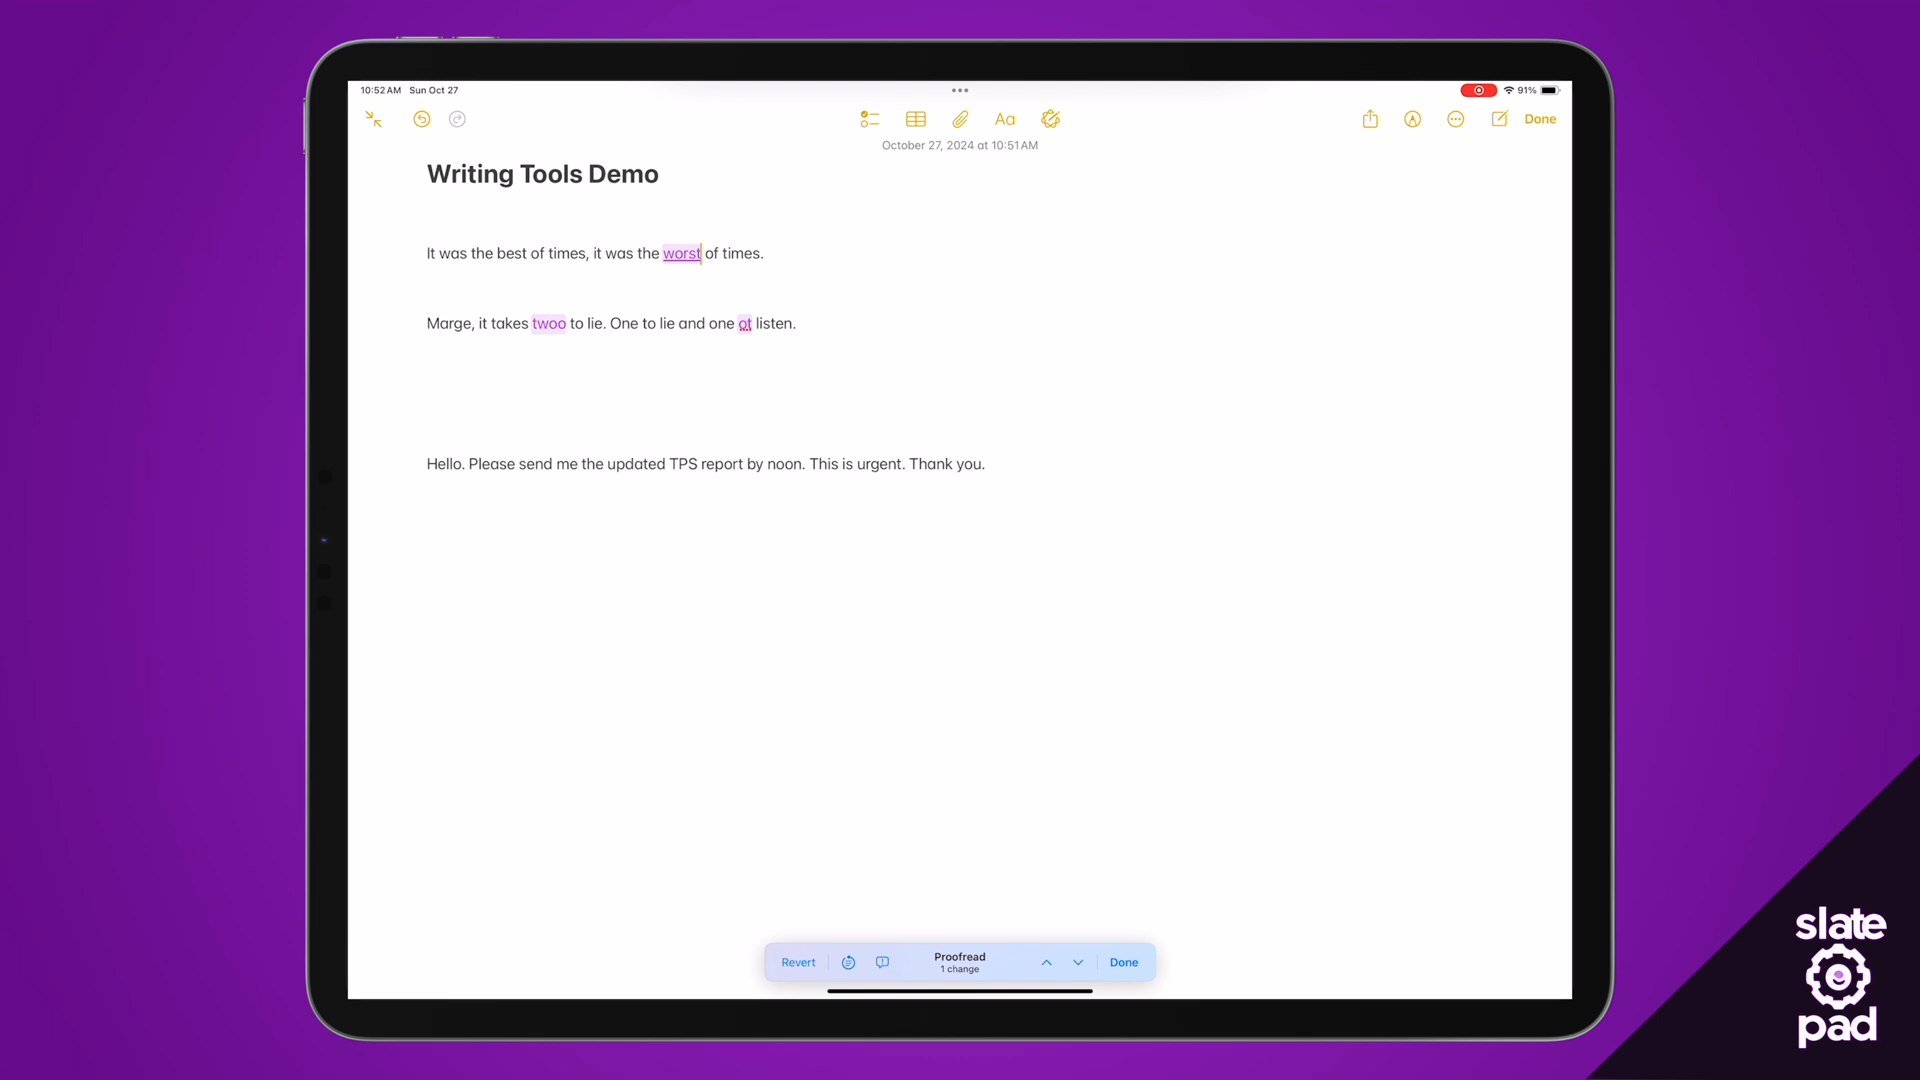 10:52 AM Sun Oct 27
91%
Aa
Done
October 27, 2024 at 10:51 AM
Writing Tools Demo
It was the best of times, it was the worst of times.
Marge, it takes twoo to lie. One to lie and one ot listen.
Hello. Please send me the updated TPS report by noon. This is urgent. Thank you.
Revert
Proofread
1 change
Done
slate
pad